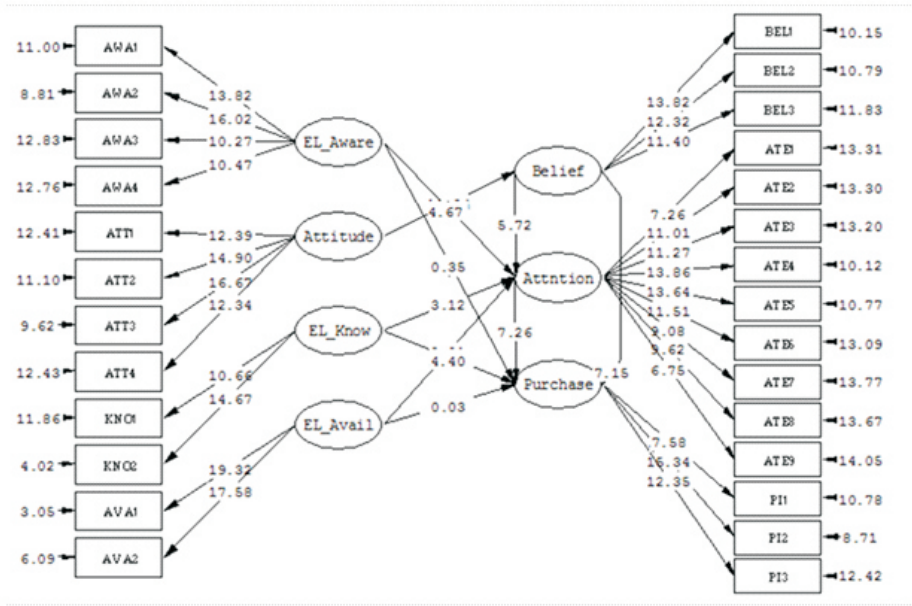 11.00 AWA1
8.81 AWA2
12.83 AWA3
12.76 AWA4
12.41 ATT1
11.10 ATT2
9.62 ATT3
12.43 ATT4
11.86 KNO1
4.02 KNO2
3.05 AVA1
6.09 AVA2
13.82
16.02
10.27
10.47
12.39
14.90
16.67
12.34
10.66
14.67
19.32
17.58
EL_Aware
Attitude
EL_Know
EL_Avail
4.67
0.35
3.12
4.40
0.03
Belief
5.72
Attntion
7.26
Purchase
7.15
13.82
12.32
11.40
7.26
11.01
11.27
13.86
13.64
11.51
9.08
9.62
6.75
7.58
15.34
12.35
BEL1 10.15
BEL2 10.79
BEL3 11.83
ATE1 13.31
ATE2 13.30
ATE3 13.20
ATE4 10.12
ATE5 10.77
ATE6 13.09
ATE7 13.77
ATE8 13.67
ATE9 14.05
PI1 10.78
PI2 8.71
PI3 12.42